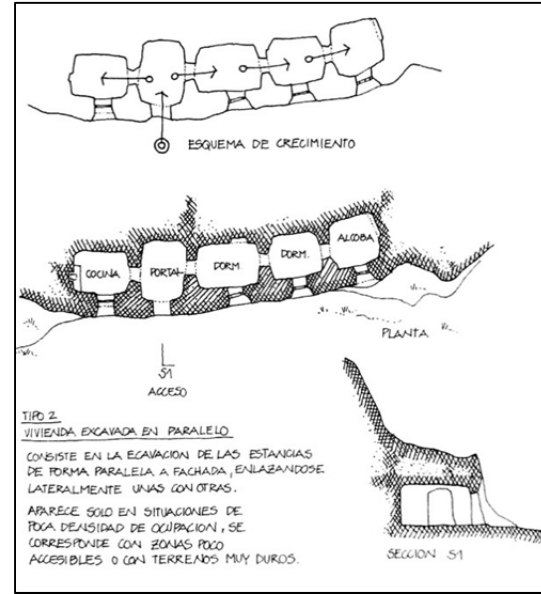 ESQUEMA DE CRECIMIENTO
COCINA
PORTAL
DORM.
DORM.
ALCOBA
PLANTA
S1
ACCESO
TIPO 2
VIVIENDA EXCAVADA EN PARALELO
CONSISTE EN LA ECAVACION DE LAS ESTANCIAS
DE FORMA PARALELA A FACHADA, ENLAZANDOSE
LATERALMENTE UNAS CON OTRAS.
APARECE SOLO EN SITUACIONES DE
POCA DENSIDAD DE OCUPACION, SE
CORRESPONDE CON ZONAS POCO
ACCESIBLES O CON TERRENOS MUY DUROS.
SECCION S1